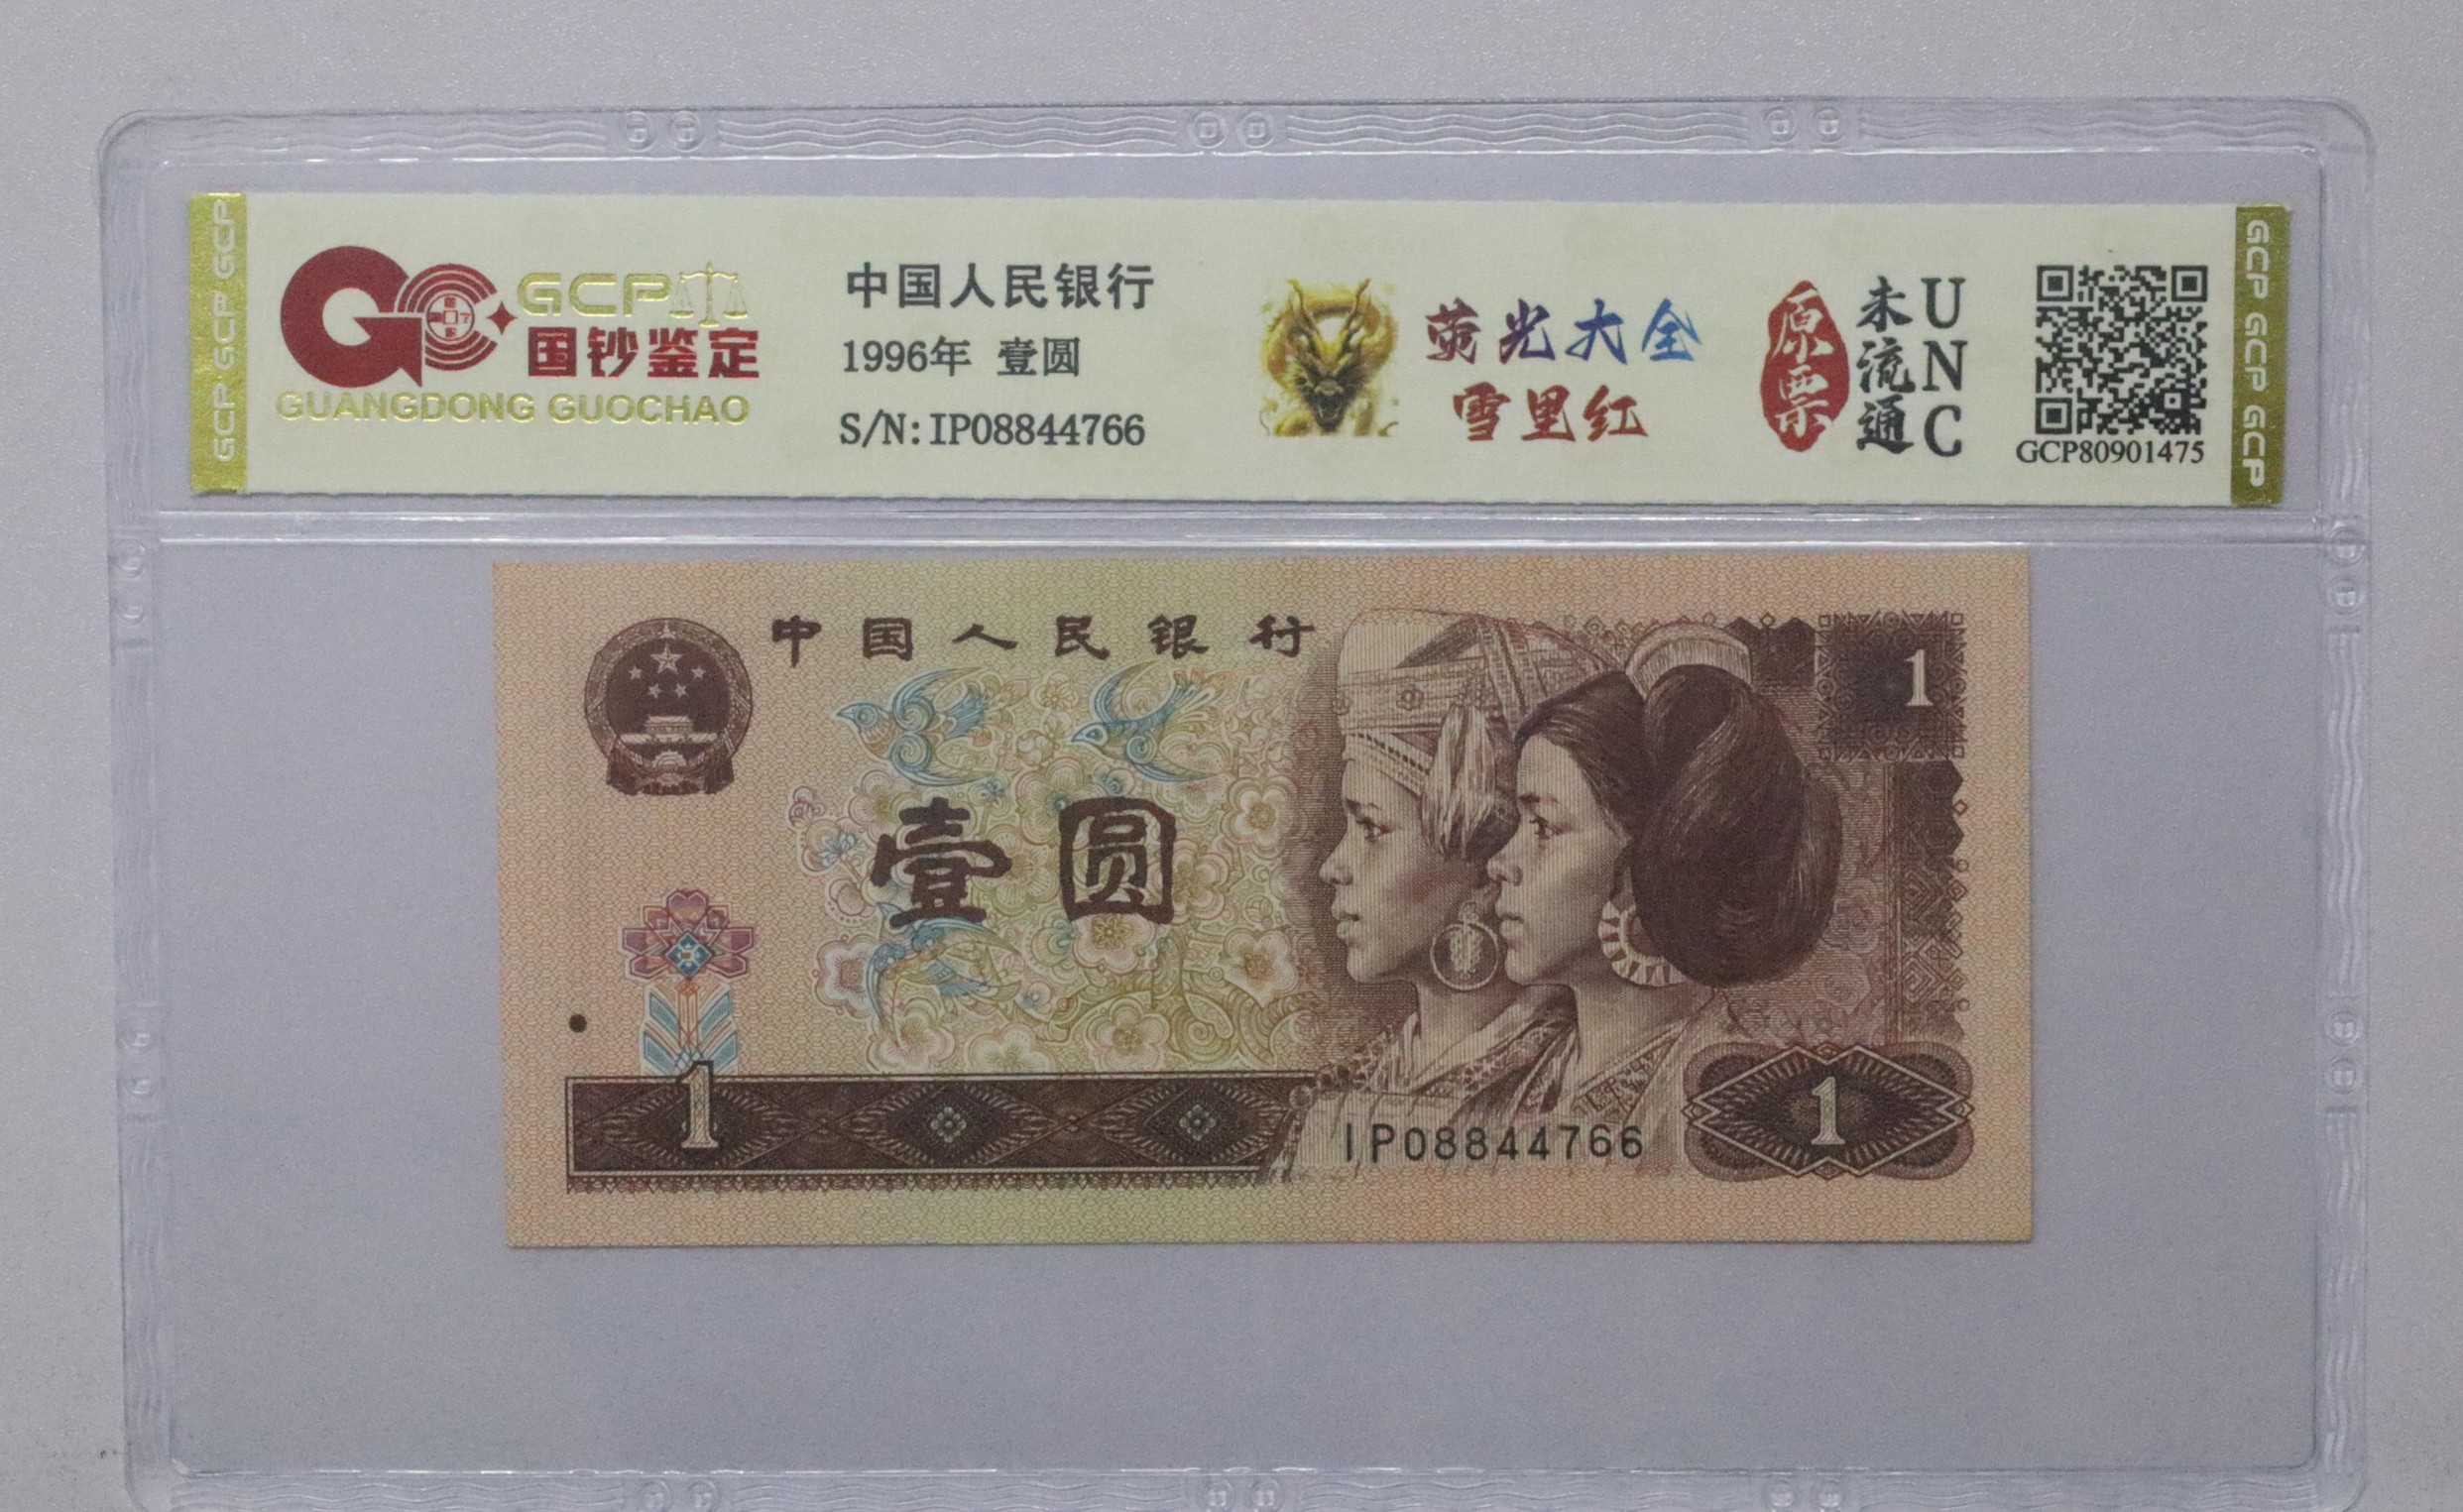 GCP GCP GCP
GCP
国钞鉴定
GUANGDONG GUOCHAO
中国人民银行
1996年 壹圆
S/N: IP08844766
荧光大全
雪里红
原票
未流通
UNC
GCP80901475
GCP GCP GCP
中国人民银行
1
壹圆
1
IP08844766
1